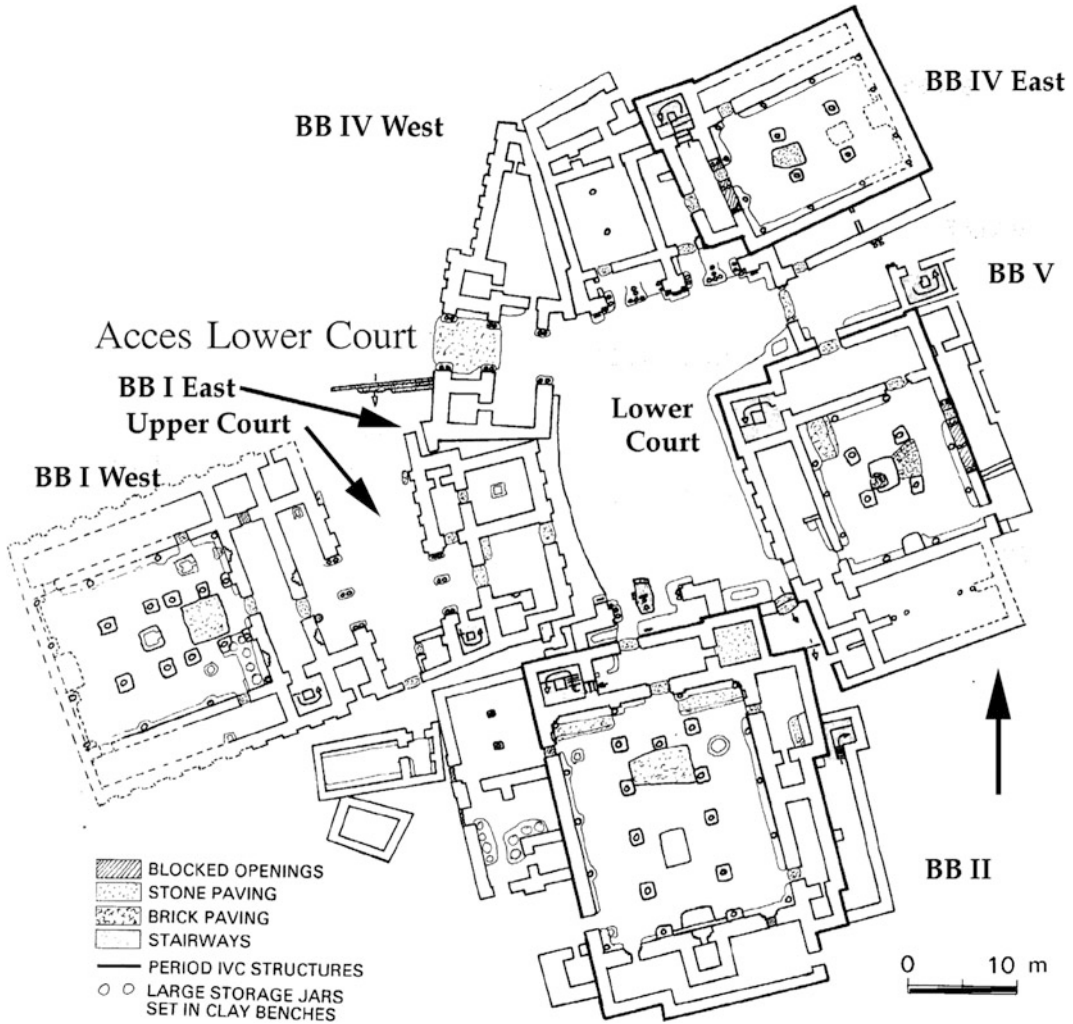 BB IV East
BB IV West
BB V
Acces Lower Court
BB I East
Upper Court
Lower
Court
BB I West
BLOCKED OPENINGS
STONE PAVING
BRICK PAVING
STAIRWAYS
PERIOD IVC STRUCTURES
LARGE STORAGE JARS
SET IN CLAY BENCHES
BB II
0 10 m